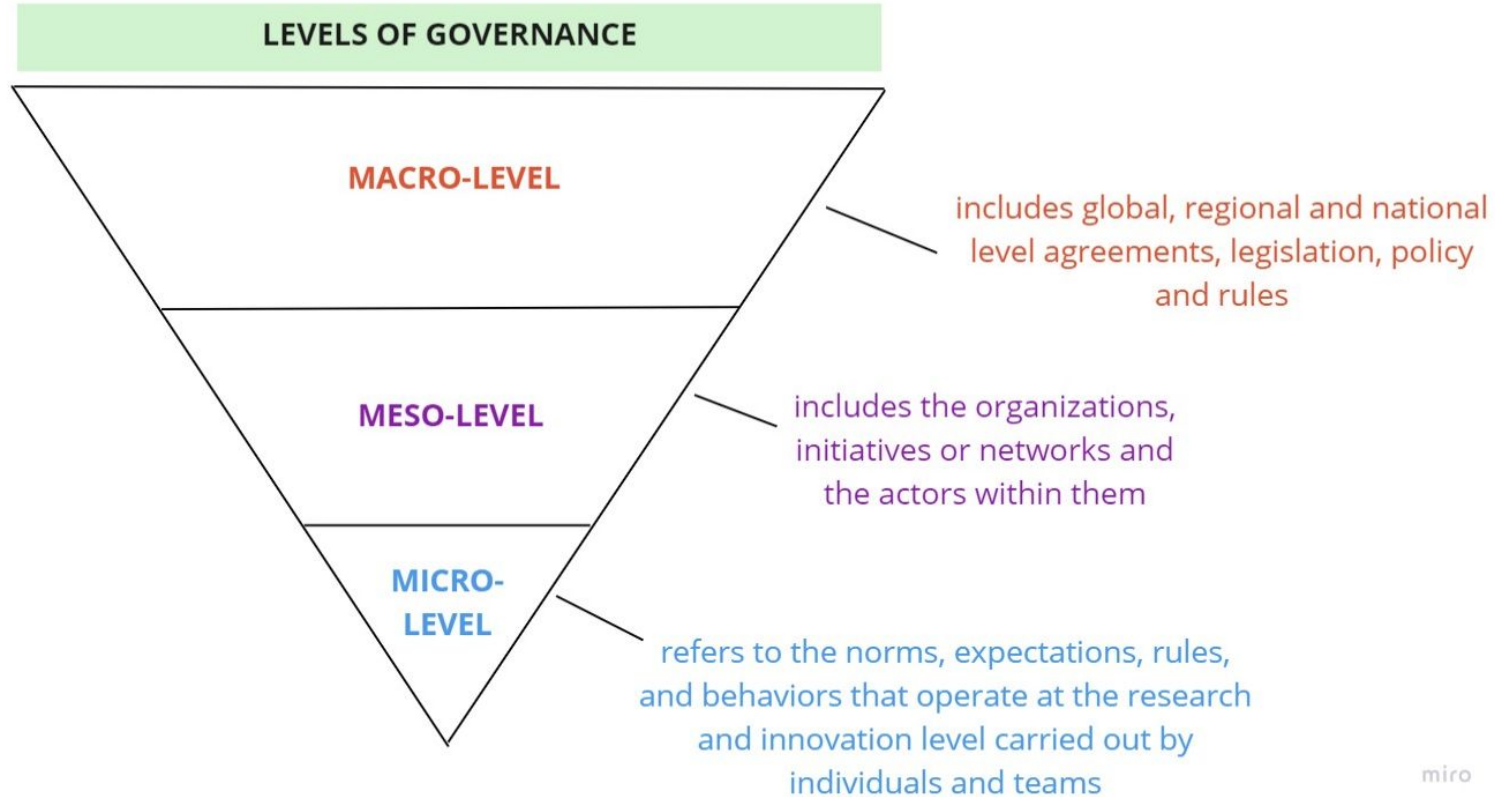 LEVELS OF GOVERNANCE
MACRO-LEVEL
includes global, regional and national
level agreements, legislation, policy
and rules
MESO-LEVEL
includes the organizations,
initiatives or networks and
the actors within them
MICRO-
LEVEL
refers to the norms, expectations, rules,
and behaviors that operate at the research
and innovation level carried out by
individuals and teams
miro